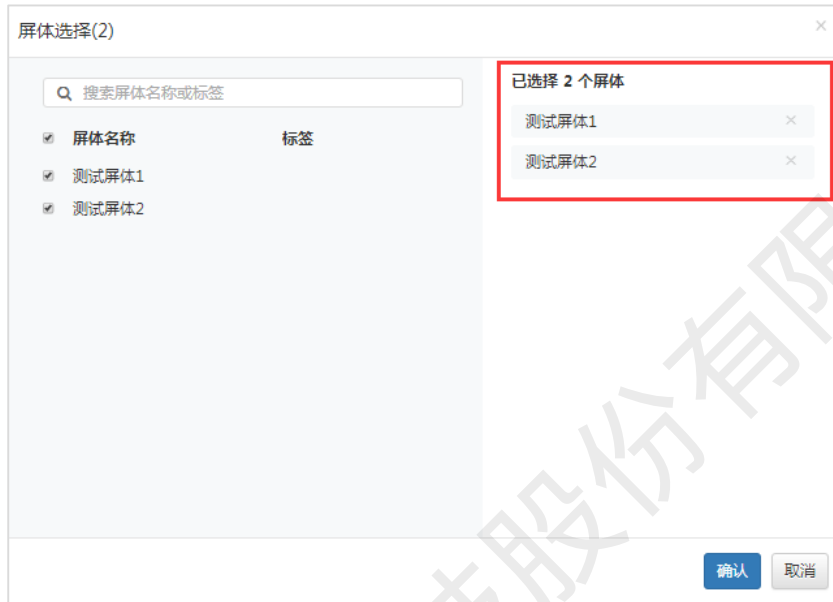 屏体选择(2)
×
搜索屏体名称或标签
屏体名称 标签
测试屏体1
测试屏体2
已选择 2 个屏体
测试屏体1 ×
测试屏体2 ×
确认 取消
股份有限